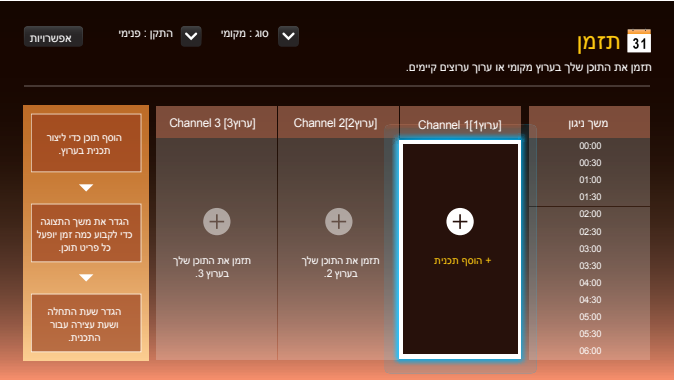 תזמן
31
סוג : מקומי
התקן : פנימי
אפשרויות
תזמן את התוכן שלך בערוץ מקומי או ערוך ערוצים קיימים.
משך ניגון
00:00
00:30
01:00
01:30
02:00
02:30
03:00
03:30
04:00
04:30
05:00
05:30
06:00
Channel 1[ערוץ1]
+ הוסף תכנית
Channel 2[ערוץ2]
תזמן את התוכן שלך
בערוץ 2.
Channel 3 [ערוץ3]
תזמן את התוכן שלך
בערוץ 3.
הוסף תוכן כדי ליצור
תכנית בערוץ.
הגדר את משך התצוגה
כדי לקבוע כמה זמן יופעל
כל פריט תוכן.
הגדר שעת התחלה
ושעת עצירה עבור
התכנית.